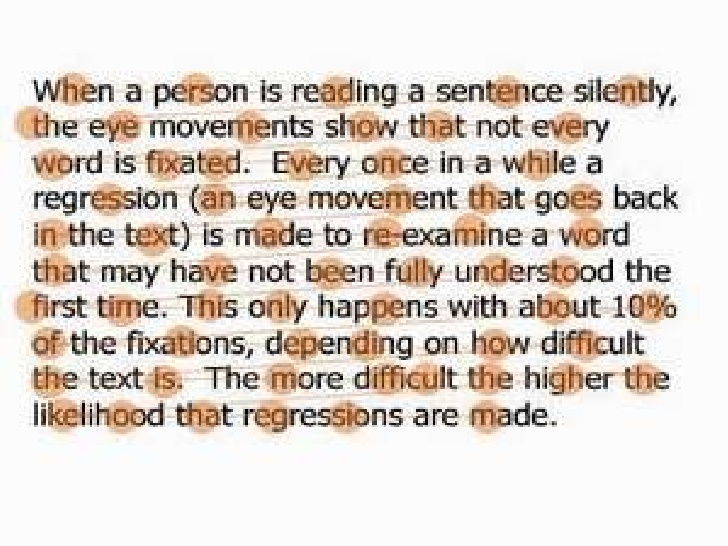 When a person is reading a sentence silently,
the eye movements show that not every
word is fixated. Every once in a while a
regression (an eye movement that goes back
in the text) is made to re-examine a word
that may have not been fully understood the
first time. This only happens with about 10%
of the fixations, depending on how difficult
the text is. The more difficult the higher the
likelihood that regressions are made.